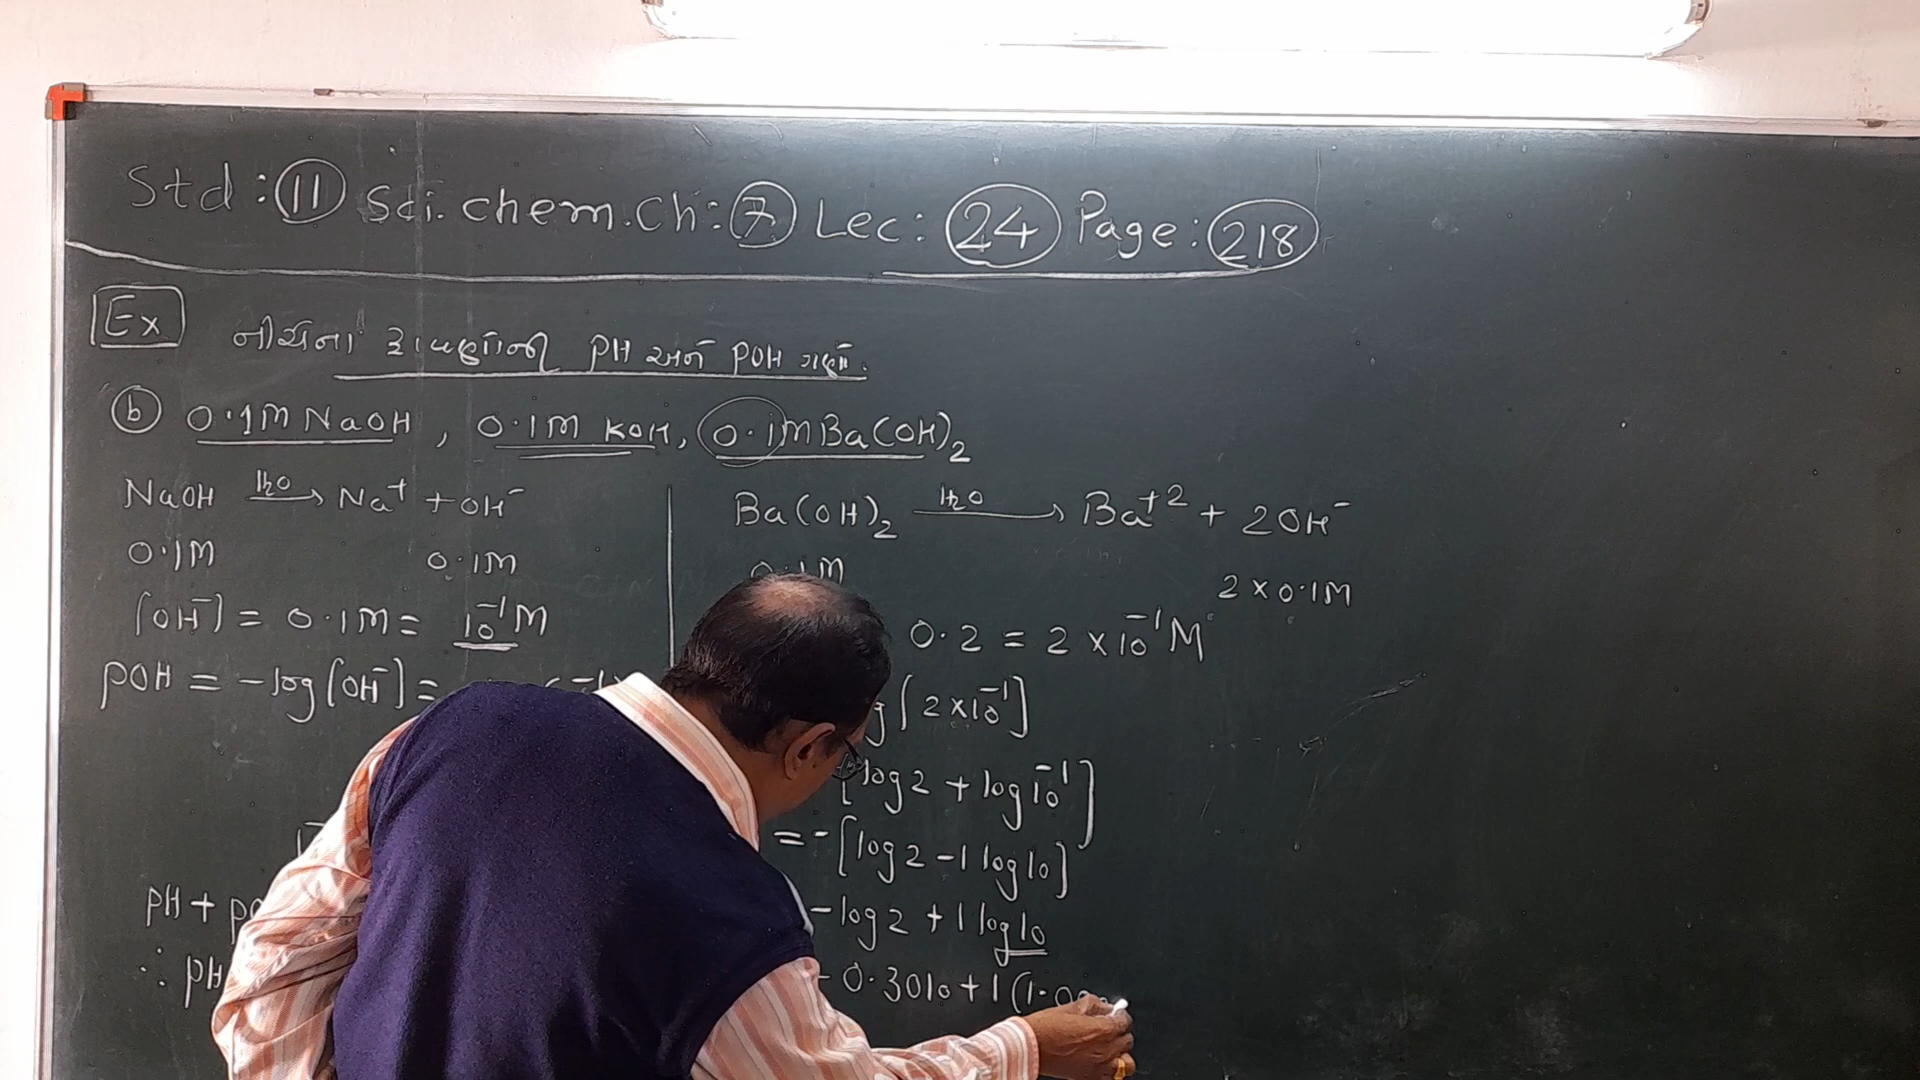 Std : 11 Sci. chem. Ch : 7 Lec : 24 Page : 218
Ex નીચેના દ્રાવણોની pH અને pOH ગણો.
(b) 0.1M NaOH , 0.1M KOH, 0.1M Ba(OH)₂
NaOH H₂O → Na⁺ + OH⁻
0.1M 0.1M
[OH⁻] = 0.1M = 10⁻¹M
pOH = -log[OH⁻] =
pH +
∴ pH
Ba(OH)₂ H₂O → Ba⁺² + 2OH⁻
0.1M 2 × 0.1M
0.2 = 2 × 10⁻¹M
[2 × 10⁻¹]
[log 2 + log 10⁻¹]
= -[log 2 - 1 log 10]
- log 2 + 1 log 10
- 0.3010 + 1 (1.0